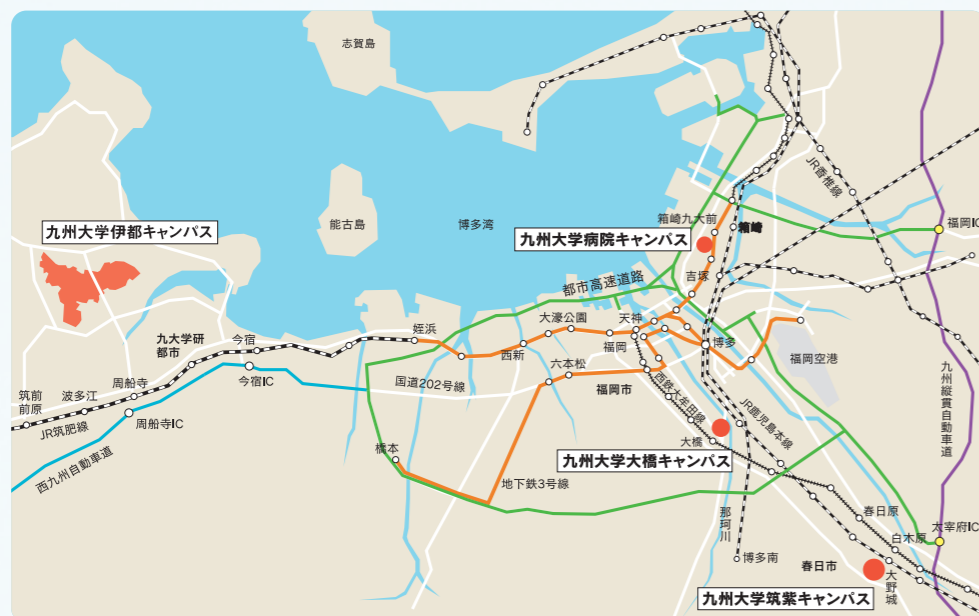 志賀島
JR香椎線
九州大学伊都キャンパス
能古島
博多湾
箱崎九大前
箱崎
福岡IC
九州大学病院キャンパス
吉塚
都市高速道路
大濠公園
天神
姪浜
西新
福岡
博多
九大学研
都市
今宿
六本松
福岡空港
国道202号線
福岡市
今宿IC
周船寺
波多江
筑前
前原
周船寺IC
JR筑肥線
西鉄大牟田線
JR鹿児島本線
九州縦貫自動車道
西九州自動車道
橋本
大橋
九州大学大橋キャンパス
地下鉄3号線
那珂川
春日原
太宰府IC
白木原
博多南
春日市
大野城
九州大学筑紫キャンパス